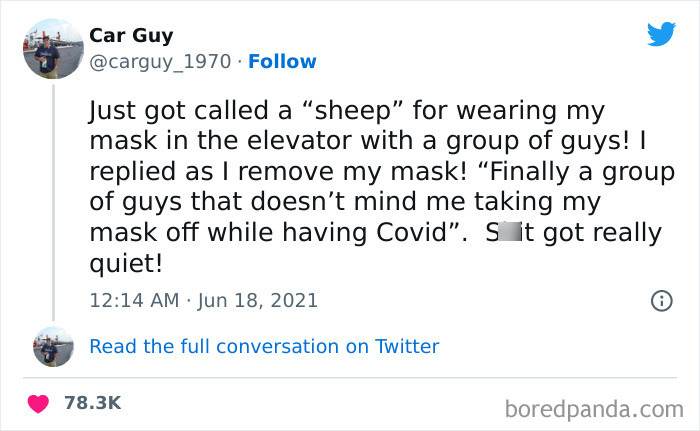 Car Guy
@carguy_1970 · Follow
Just got called a “sheep” for wearing my
mask in the elevator with a group of guys! I
replied as I remove my mask! “Finally a group
of guys that doesn’t mind me taking my
mask off while having Covid”. S it got really
quiet!
12:14 AM · Jun 18, 2021
Read the full conversation on Twitter
78.3K
boredpanda.com